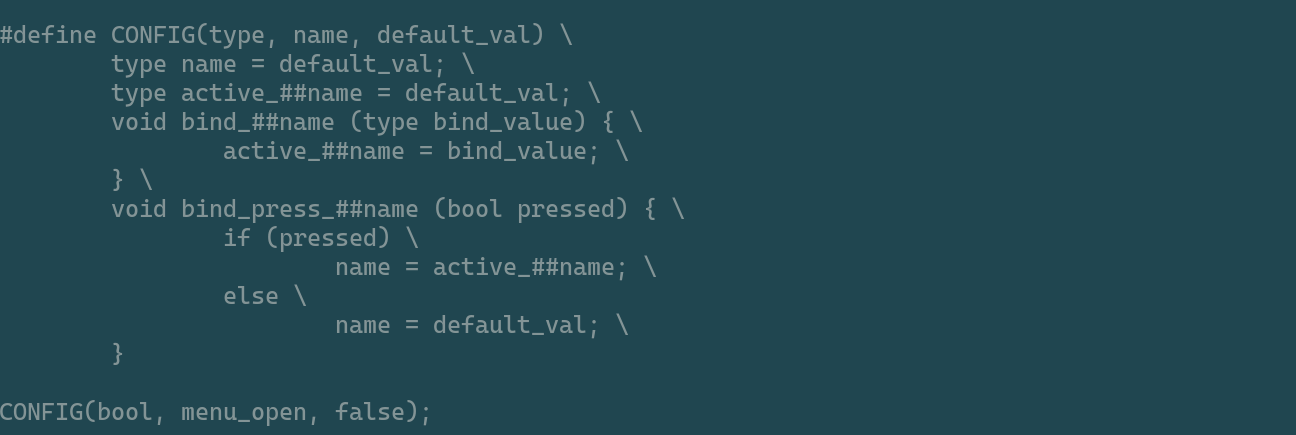 #define CONFIG(type, name, default_val) \
        type name = default_val; \
        type active_##name = default_val; \
        void bind_##name (type bind_value) { \
                active_##name = bind_value; \
        } \
        void bind_press_##name (bool pressed) { \
                if (pressed) \
                        name = active_##name; \
                else \
                        name = default_val; \
        }

CONFIG(bool, menu_open, false);